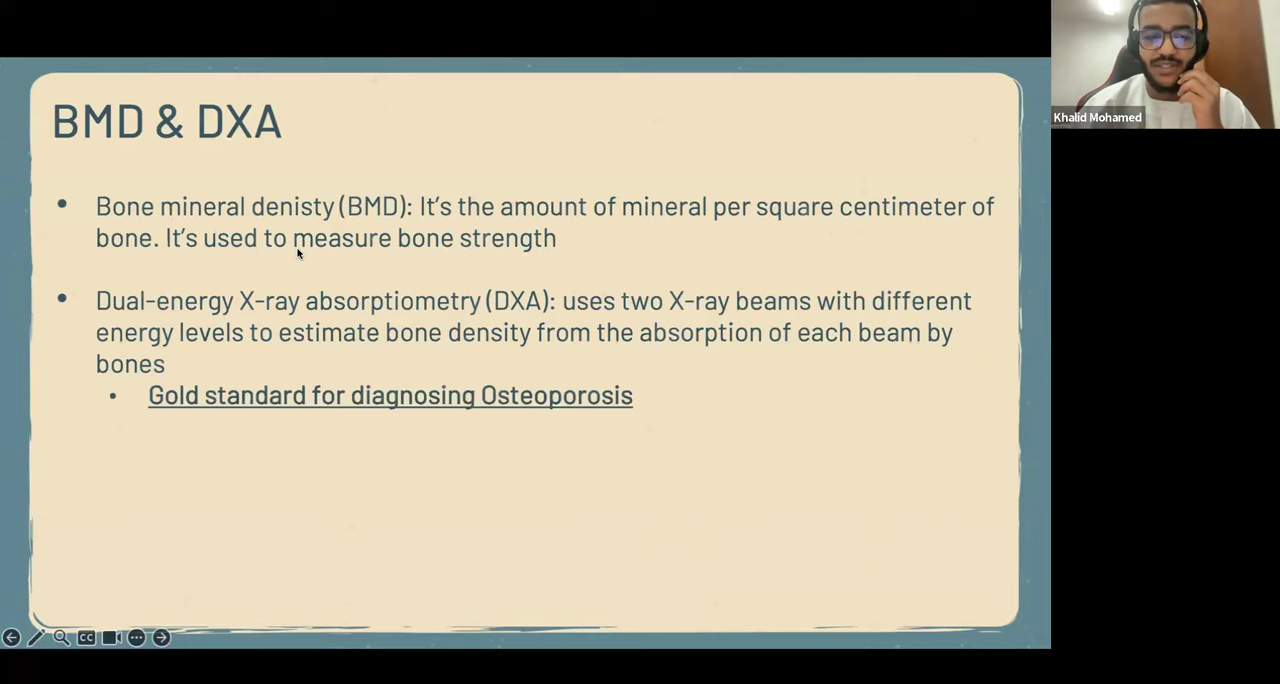 BMD & DXA
• Bone mineral denisty (BMD): It’s the amount of mineral per square centimeter of
bone. It’s used to measure bone strength
• Dual-energy X-ray absorptiometry (DXA): uses two X-ray beams with different
energy levels to estimate bone density from the absorption of each beam by
bones
• Gold standard for diagnosing Osteoporosis
CC
Khalid Mohamed